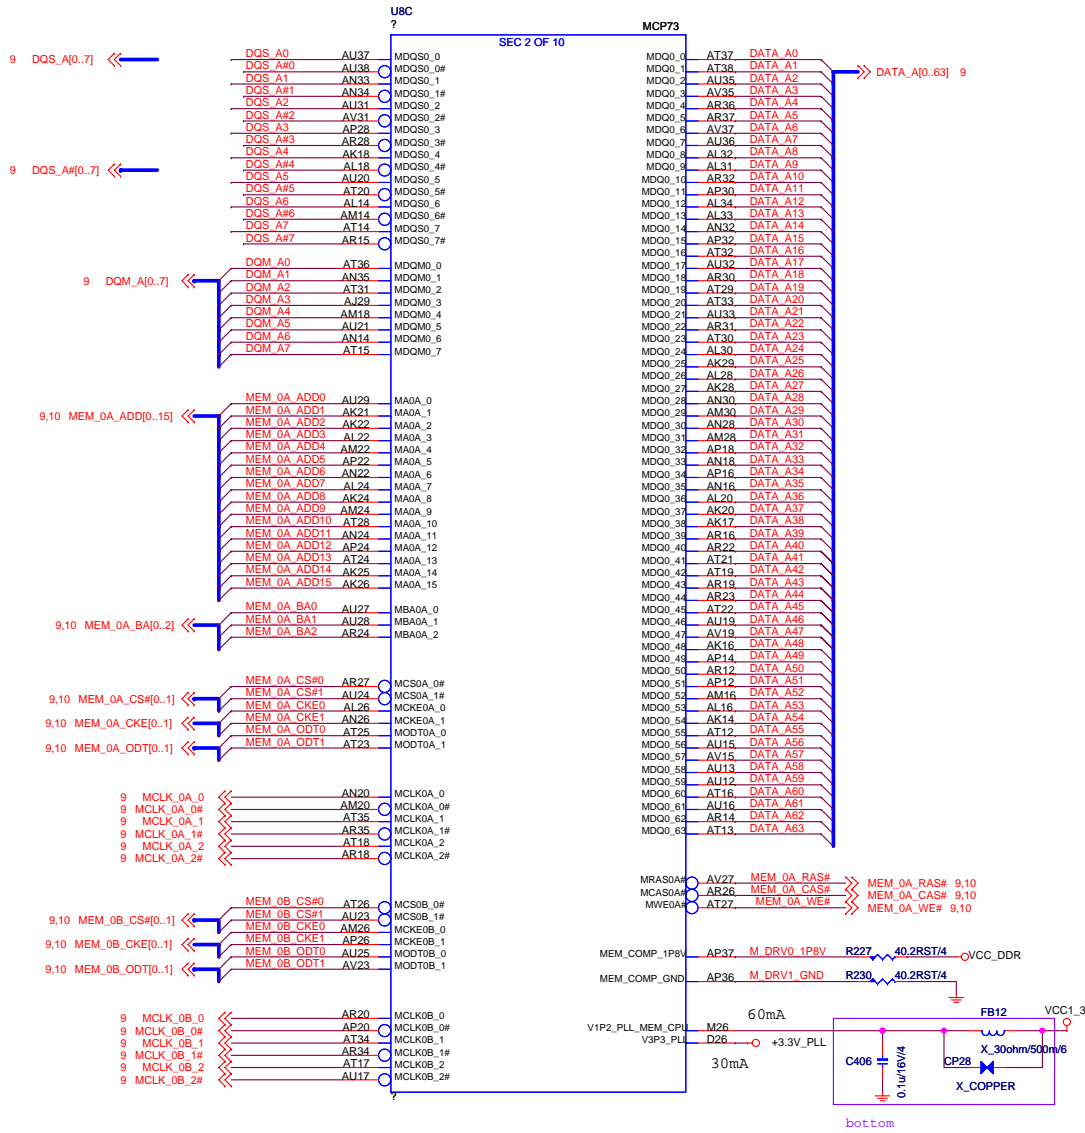 U8C
?
MCP73
SEC 2 OF 10
9 DQS_A[0..7]
9 DQS_A#[0..7]
DQS_A0 AU37 MDQS0_0
DQS_A#0 AU38 MDQS0_0#
DQS_A1 AN33 MDQS0_1
DQS_A#1 AN34 MDQS0_1#
DQS_A2 AU31 MDQS0_2
DQS_A#2 AV31 MDQS0_2#
DQS_A3 AP28 MDQS0_3
DQS_A#3 AR28 MDQS0_3#
DQS_A4 AK18 MDQS0_4
DQS_A#4 AL18 MDQS0_4#
DQS_A5 AU20 MDQS0_5
DQS_A#5 AT20 MDQS0_5#
DQS_A6 AL14 MDQS0_6
DQS_A#6 AM14 MDQS0_6#
DQS_A7 AT14 MDQS0_7
DQS_A#7 AR15 MDQS0_7#
9 DQM_A[0..7]
DQM_A0 AT36 MDQM0_0
DQM_A1 AN35 MDQM0_1
DQM_A2 AT31 MDQM0_2
DQM_A3 AJ29 MDQM0_3
DQM_A4 AM18 MDQM0_4
DQM_A5 AU21 MDQM0_5
DQM_A6 AN14 MDQM0_6
DQM_A7 AT15 MDQM0_7
9,10 MEM_0A_ADD[0..15]
MEM_0A_ADD0 AU29 MA0A_0
MEM_0A_ADD1 AK21 MA0A_1
MEM_0A_ADD2 AK22 MA0A_2
MEM_0A_ADD3 AL22 MA0A_3
MEM_0A_ADD4 AM22 MA0A_4
MEM_0A_ADD5 AP22 MA0A_5
MEM_0A_ADD6 AN22 MA0A_6
MEM_0A_ADD7 AL24 MA0A_7
MEM_0A_ADD8 AK24 MA0A_8
MEM_0A_ADD9 AM24 MA0A_9
MEM_0A_ADD10 AT28 MA0A_10
MEM_0A_ADD11 AN24 MA0A_11
MEM_0A_ADD12 AP24 MA0A_12
MEM_0A_ADD13 AT24 MA0A_13
MEM_0A_ADD14 AK25 MA0A_14
MEM_0A_ADD15 AK26 MA0A_15
9,10 MEM_0A_BA[0..2]
MEM_0A_BA0 AU27 MBA0A_0
MEM_0A_BA1 AU28 MBA0A_1
MEM_0A_BA2 AR24 MBA0A_2
9,10 MEM_0A_CS#[0..1]
9,10 MEM_0A_CKE[0..1]
9,10 MEM_0A_ODT[0..1]
MEM_0A_CS#0 AR27 MCS0A_0#
MEM_0A_CS#1 AU24 MCS0A_1#
MEM_0A_CKE0 AL26 MCKE0A_0
MEM_0A_CKE1 AN26 MCKE0A_1
MEM_0A_ODT0 AT25 MODT0A_0
MEM_0A_ODT1 AT23 MODT0A_1
9 MCLK_0A_0 AN20 MCLK0A_0
9 MCLK_0A_0# AM20 MCLK0A_0#
9 MCLK_0A_1 AT35 MCLK0A_1
9 MCLK_0A_1# AR35 MCLK0A_1#
9 MCLK_0A_2 AT18 MCLK0A_2
9 MCLK_0A_2# AR18 MCLK0A_2#
9,10 MEM_0B_CS#[0..1]
9,10 MEM_0B_CKE[0..1]
9,10 MEM_0B_ODT[0..1]
MEM_0B_CS#0 AT26 MCS0B_0#
MEM_0B_CS#1 AU23 MCS0B_1#
MEM_0B_CKE0 AM26 MCKE0B_0
MEM_0B_CKE1 AP26 MCKE0B_1
MEM_0B_ODT0 AU25 MODT0B_0
MEM_0B_ODT1 AV23 MODT0B_1
9 MCLK_0B_0 AR20 MCLK0B_0
9 MCLK_0B_0# AP20 MCLK0B_0#
9 MCLK_0B_1 AT34 MCLK0B_1
9 MCLK_0B_1# AR34 MCLK0B_1#
9 MCLK_0B_2 AT17 MCLK0B_2
9 MCLK_0B_2# AU17 MCLK0B_2#
?
MDQ0_0 AT37 DATA_A0
MDQ0_1 AT38 DATA_A1
MDQ0_2 AU35 DATA_A2
MDQ0_3 AV35 DATA_A3
MDQ0_4 AR36 DATA_A4
MDQ0_5 AR37 DATA_A5
MDQ0_6 AV37 DATA_A6
MDQ0_7 AU36 DATA_A7
MDQ0_8 AL32 DATA_A8
MDQ0_9 AL31 DATA_A9
MDQ0_10 AR32 DATA_A10
MDQ0_11 AP30 DATA_A11
MDQ0_12 AL34 DATA_A12
MDQ0_13 AL33 DATA_A13
MDQ0_14 AN32 DATA_A14
MDQ0_15 AP32 DATA_A15
MDQ0_16 AT32 DATA_A16
MDQ0_17 AU32 DATA_A17
MDQ0_18 AR30 DATA_A18
MDQ0_19 AT29 DATA_A19
MDQ0_20 AT33 DATA_A20
MDQ0_21 AU33 DATA_A21
MDQ0_22 AR31 DATA_A22
MDQ0_23 AT30 DATA_A23
MDQ0_24 AL30 DATA_A24
MDQ0_25 AK29 DATA_A25
MDQ0_26 AL28 DATA_A26
MDQ0_27 AK28 DATA_A27
MDQ0_28 AN30 DATA_A28
MDQ0_29 AM30 DATA_A29
MDQ0_30 AN28 DATA_A30
MDQ0_31 AM28 DATA_A31
MDQ0_32 AP18 DATA_A32
MDQ0_33 AN18 DATA_A33
MDQ0_34 AP16 DATA_A34
MDQ0_35 AN16 DATA_A35
MDQ0_36 AL20 DATA_A36
MDQ0_37 AK20 DATA_A37
MDQ0_38 AK17 DATA_A38
MDQ0_39 AR16 DATA_A39
MDQ0_40 AR22 DATA_A40
MDQ0_41 AT21 DATA_A41
MDQ0_42 AT19 DATA_A42
MDQ0_43 AR19 DATA_A43
MDQ0_44 AR23 DATA_A44
MDQ0_45 AT22 DATA_A45
MDQ0_46 AU19 DATA_A46
MDQ0_47 AV19 DATA_A47
MDQ0_48 AK16 DATA_A48
MDQ0_49 AP14 DATA_A49
MDQ0_50 AR12 DATA_A50
MDQ0_51 AP12 DATA_A51
MDQ0_52 AM16 DATA_A52
MDQ0_53 AL16 DATA_A53
MDQ0_54 AK14 DATA_A54
MDQ0_55 AT12 DATA_A55
MDQ0_56 AU15 DATA_A56
MDQ0_57 AV15 DATA_A57
MDQ0_58 AU13 DATA_A58
MDQ0_59 AU12 DATA_A59
MDQ0_60 AT16 DATA_A60
MDQ0_61 AU16 DATA_A61
MDQ0_62 AR14 DATA_A62
MDQ0_63 AT13 DATA_A63
DATA_A[0..63] 9
MRAS0A# AV27 MEM_0A_RAS# MEM_0A_RAS# 9,10
MCAS0A# AR26 MEM_0A_CAS# MEM_0A_CAS# 9,10
MWE0A# AT27 MEM_0A_WE# MEM_0A_WE# 9,10
MEM_COMP_1P8V AP37 M_DRV0_1P8V R227 40.2RST/4 VCC_DDR
MEM_COMP_GND AP36 M_DRV1_GND R230 40.2RST/4
60mA
V1P2_PLL_MEM_CPU M26
V3P3_PLL D26 +3.3V_PLL
30mA
FB12
VCC1_3
X_30ohm/500m/6
C406
0.1u/16V/4
CP28
X_COPPER
bottom